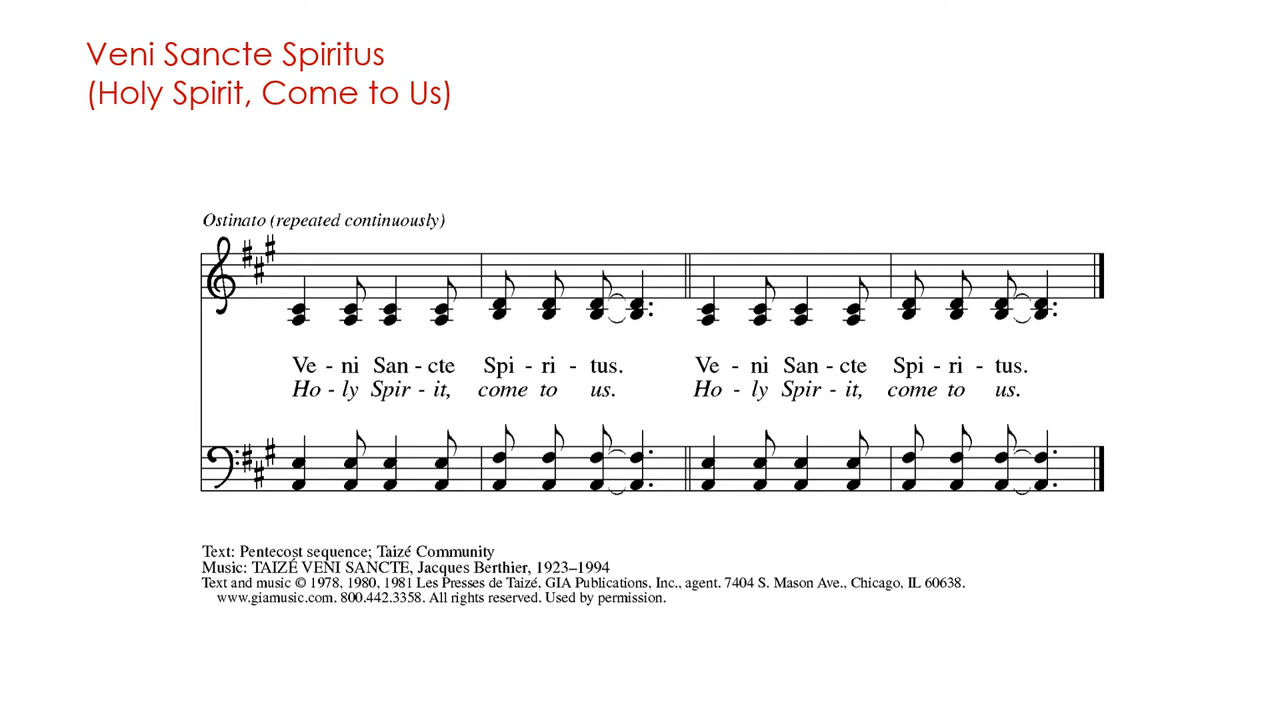 Veni Sancte Spiritus
(Holy Spirit, Come to Us)
Ostinato (repeated continuously)
Ve - ni San - cte Spi - ri - tus. Ve - ni San - cte Spi - ri - tus.
Ho - ly Spir - it, come to us. Ho - ly Spir - it, come to us.
Text: Pentecost sequence; Taizé Community
Music: TAIZÉ VENI SANCTE, Jacques Berthier, 1923–1994
Text and music © 1978, 1980, 1981 Les Presses de Taizé, GIA Publications, Inc., agent. 7404 S. Mason Ave., Chicago, IL 60638.
www.giamusic.com. 800.442.3358. All rights reserved. Used by permission.